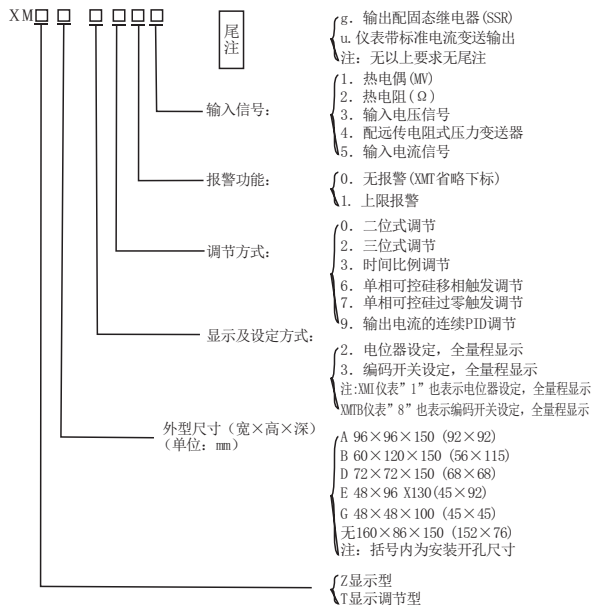 XM□ □ □ □ □ □
尾注
g. 输出配固态继电器(SSR)
u.仪表带标准电流变送输出
注: 无以上要求无尾注
输入信号:
1. 热电偶(MV)
2. 热电阻(Ω)
3. 输入电压信号
4. 配远传电阻式压力变送器
5. 输入电流信号
报警功能:
0. 无报警(XMT省略下标)
1. 上限报警
调节方式:
0. 二位式调节
2. 三位式调节
3. 时间比例调节
6. 单相可控硅移相触发调节
7. 单相可控硅过零触发调节
9. 输出电流的连续PID调节
显示及设定方式:
2. 电位器设定, 全量程显示
3. 编码开关设定, 全量程显示
注:XMI仪表"1"也表示电位器设定, 全量程显示
XMTB仪表"8"也表示编码开关设定, 全量程显示
外型尺寸 (宽×高×深)
(单位: mm)
A 96×96×150 (92×92)
B 60×120×150 (56×115)
D 72×72×150 (68×68)
E 48×96 X130(45×92)
G 48×48×100 (45×45)
无160×86×150 (152×76)
注: 括号内为安装开孔尺寸
Z显示型
T显示调节型